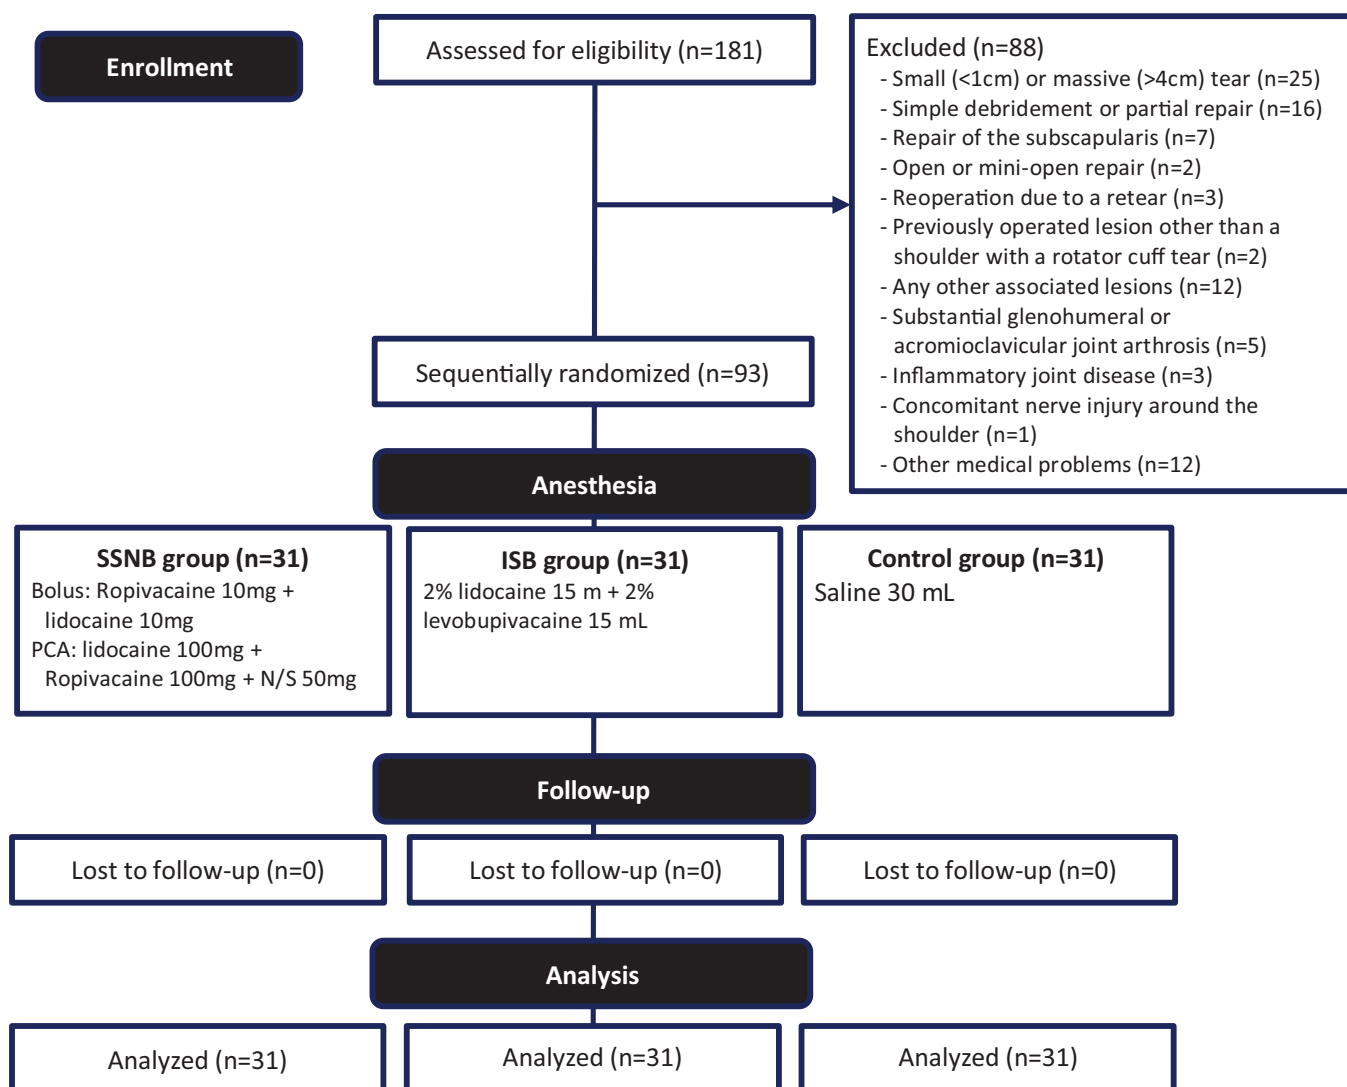 Enrollment
Assessed for eligibility (n=181)
Excluded (n=88)
- Small (<1cm) or massive (>4cm) tear (n=25)
- Simple debridement or partial repair (n=16)
- Repair of the subscapularis (n=7)
- Open or mini-open repair (n=2)
- Reoperation due to a retear (n=3)
- Previously operated lesion other than a
shoulder with a rotator cuff tear (n=2)
- Any other associated lesions (n=12)
- Substantial glenohumeral or
acromioclavicular joint arthrosis (n=5)
- Inflammatory joint disease (n=3)
- Concomitant nerve injury around the
shoulder (n=1)
- Other medical problems (n=12)
Sequentially randomized (n=93)
Anesthesia
SSNB group (n=31)
Bolus: Ropivacaine 10mg +
lidocaine 10mg
PCA: lidocaine 100mg +
Ropivacaine 100mg + N/S 50mg
ISB group (n=31)
2% lidocaine 15 m + 2%
levobupivacaine 15 mL
Control group (n=31)
Saline 30 mL
Follow-up
Lost to follow-up (n=0)
Lost to follow-up (n=0)
Lost to follow-up (n=0)
Analysis
Analyzed (n=31)
Analyzed (n=31)
Analyzed (n=31)